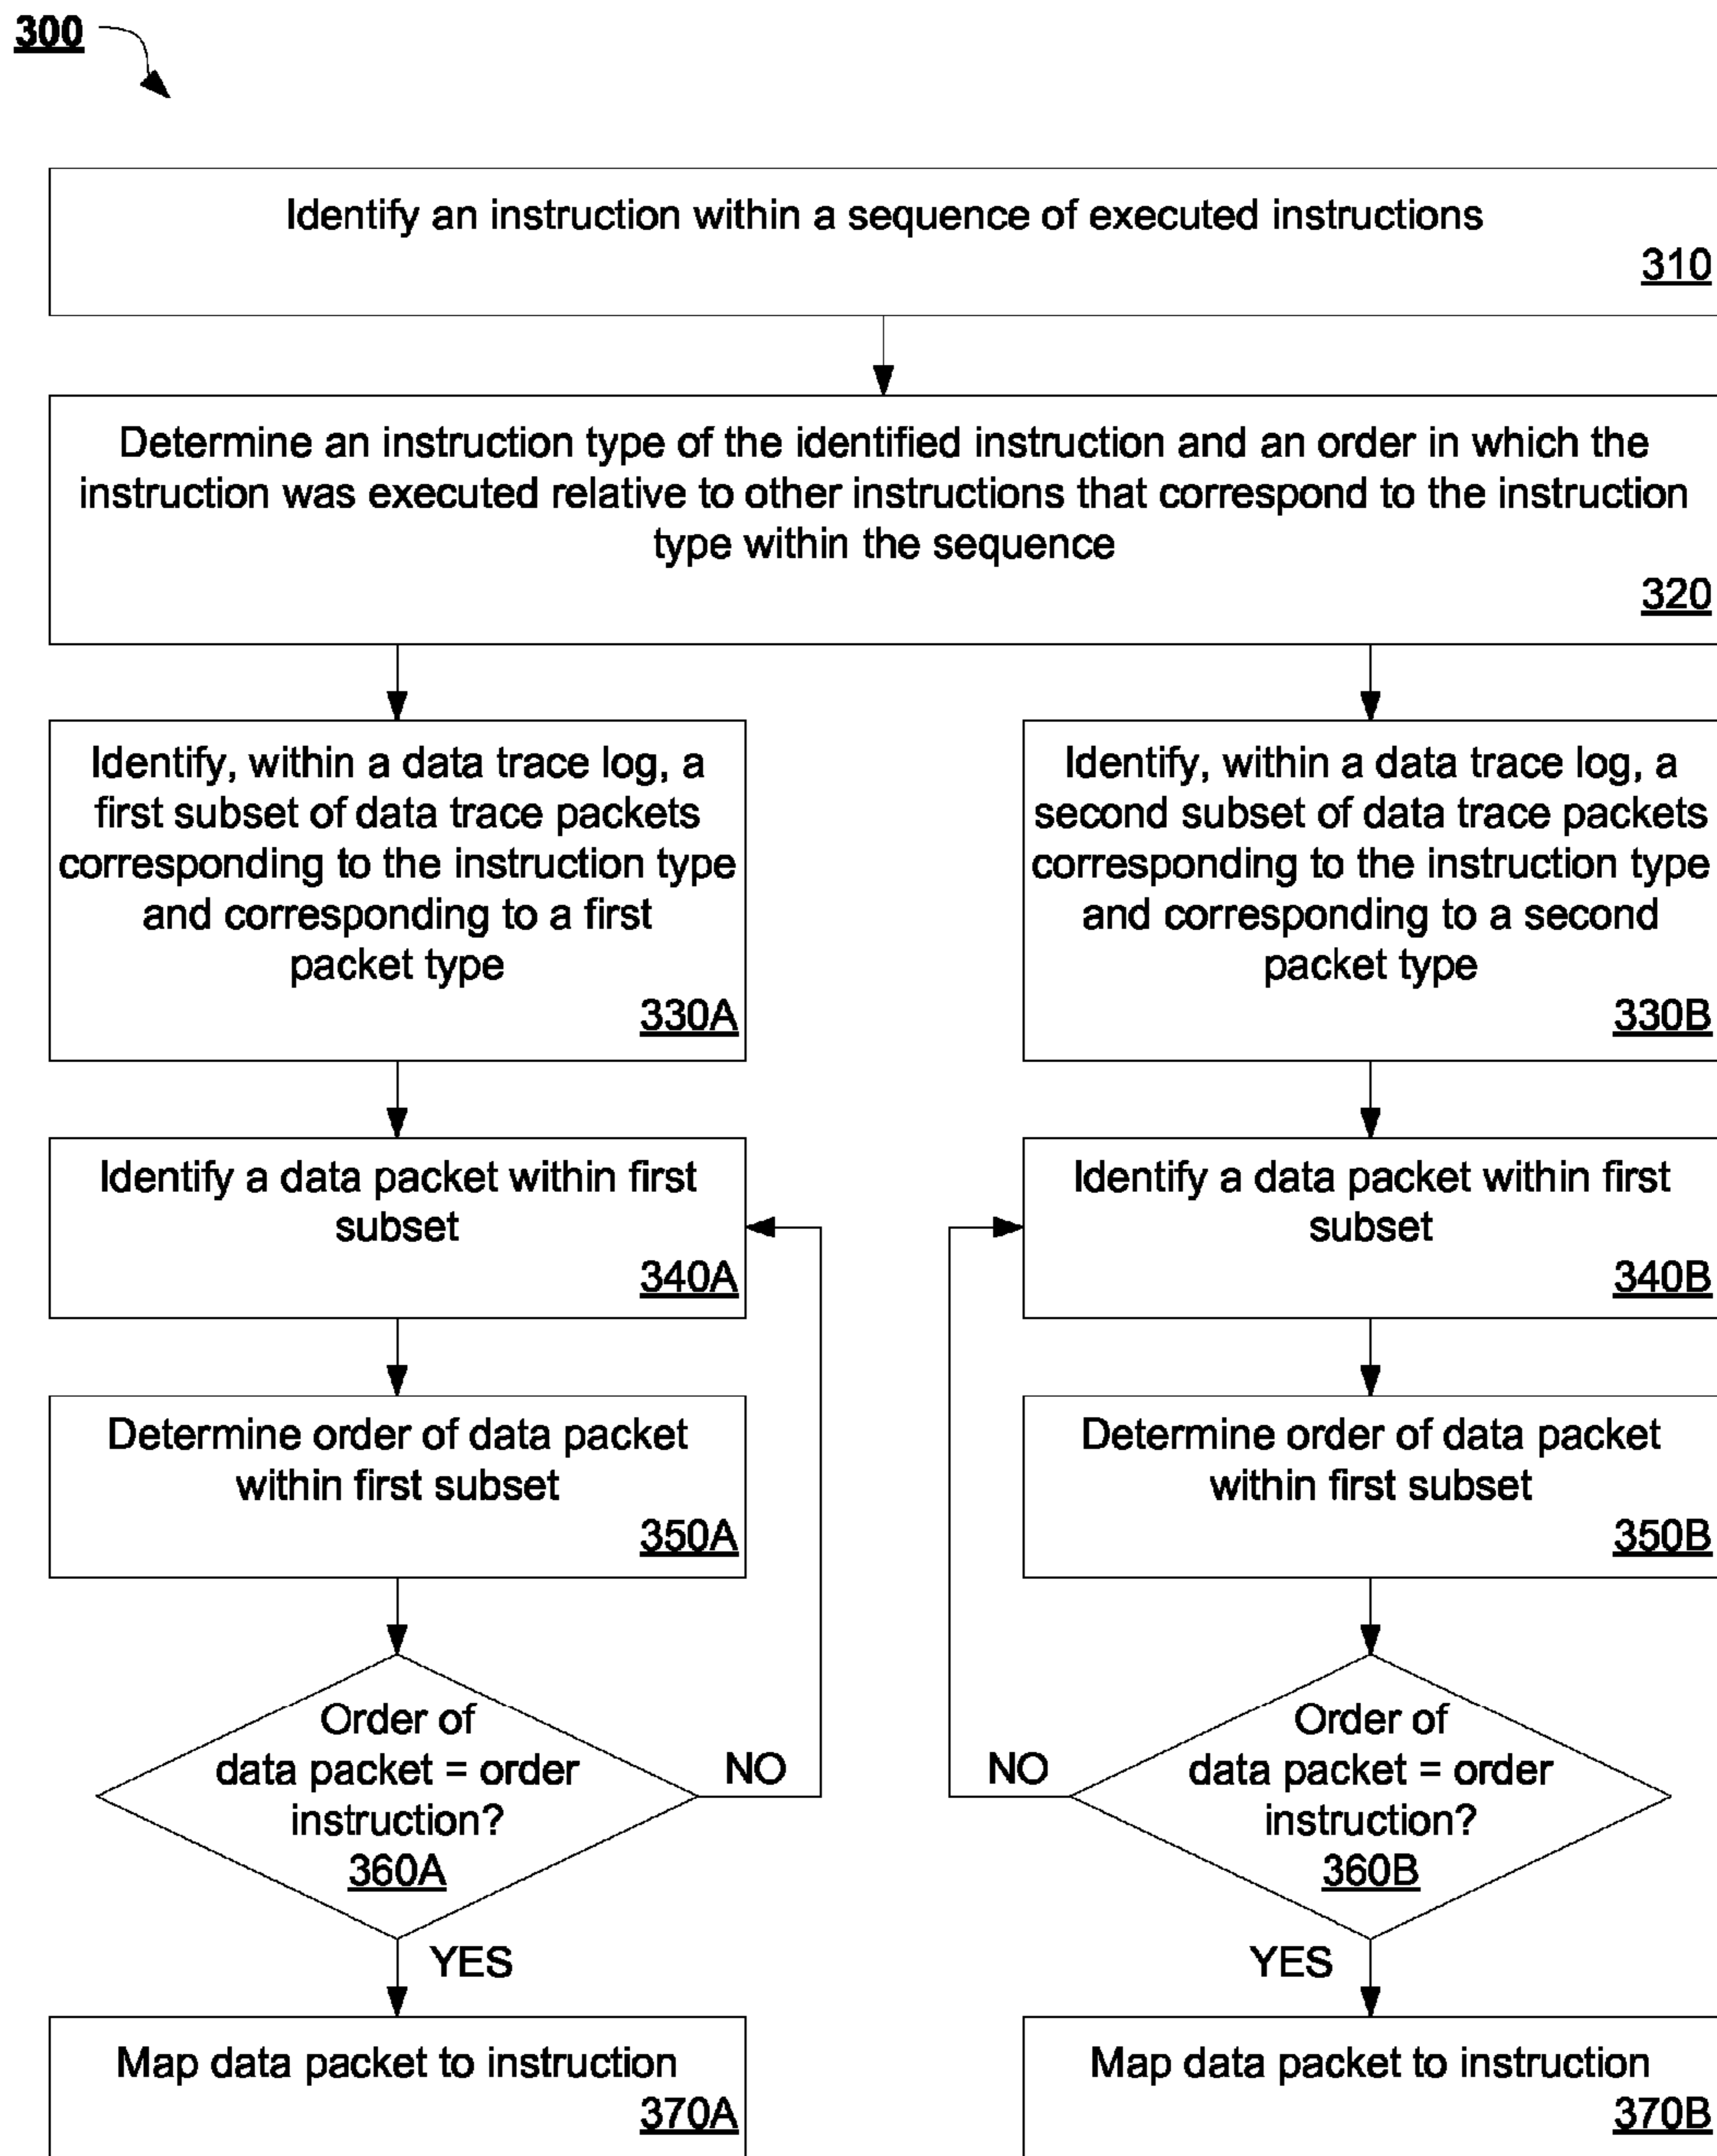 300
Identify an instruction within a sequence of executed instructions
310
Determine an instruction type of the identified instruction and an order in which the
instruction was executed relative to other instructions that correspond to the instruction
type within the sequence
320
Identify, within a data trace log, a
first subset of data trace packets
corresponding to the instruction type
and corresponding to a first
packet type
330A
Identify, within a data trace log, a
second subset of data trace packets
corresponding to the instruction type
and corresponding to a second
packet type
330B
Identify a data packet within first
subset
340A
Identify a data packet within first
subset
340B
Determine order of data packet
within first subset
350A
Determine order of data packet
within first subset
350B
Order of
data packet = order
instruction?
360A
NO
NO
Order of
data packet = order
instruction?
360B
YES
YES
Map data packet to instruction
370A
Map data packet to instruction
370B